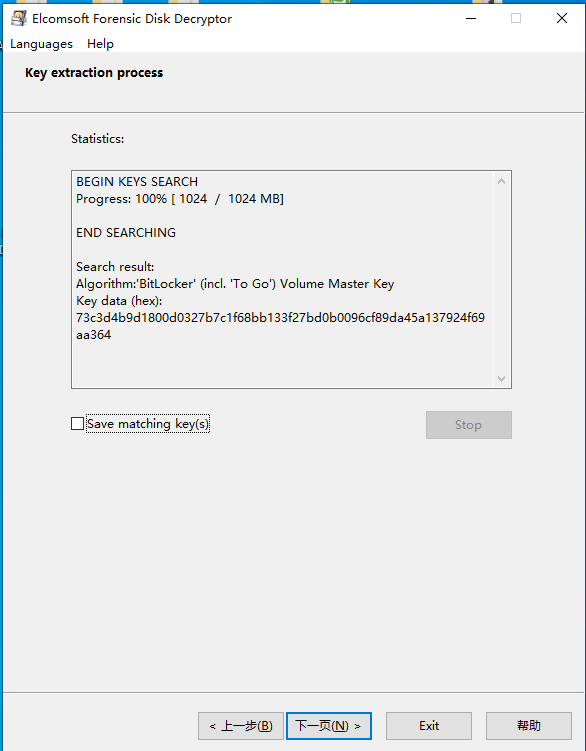 Elcomsoft Forensic Disk Decryptor
Languages Help
Key extraction process
Statistics:
BEGIN KEYS SEARCH
Progress: 100% [ 1024 / 1024 MB]
END SEARCHING
Search result:
Algorithm:'BitLocker' (incl. 'To Go') Volume Master Key
Key data (hex):
73c3d4b9d1800d0327b7c1f68bb133f27bd0b0096cf89da45a137924f69
aa364
Save matching key(s)
Stop
< 上一步(B) 下一页(N) > Exit 帮助